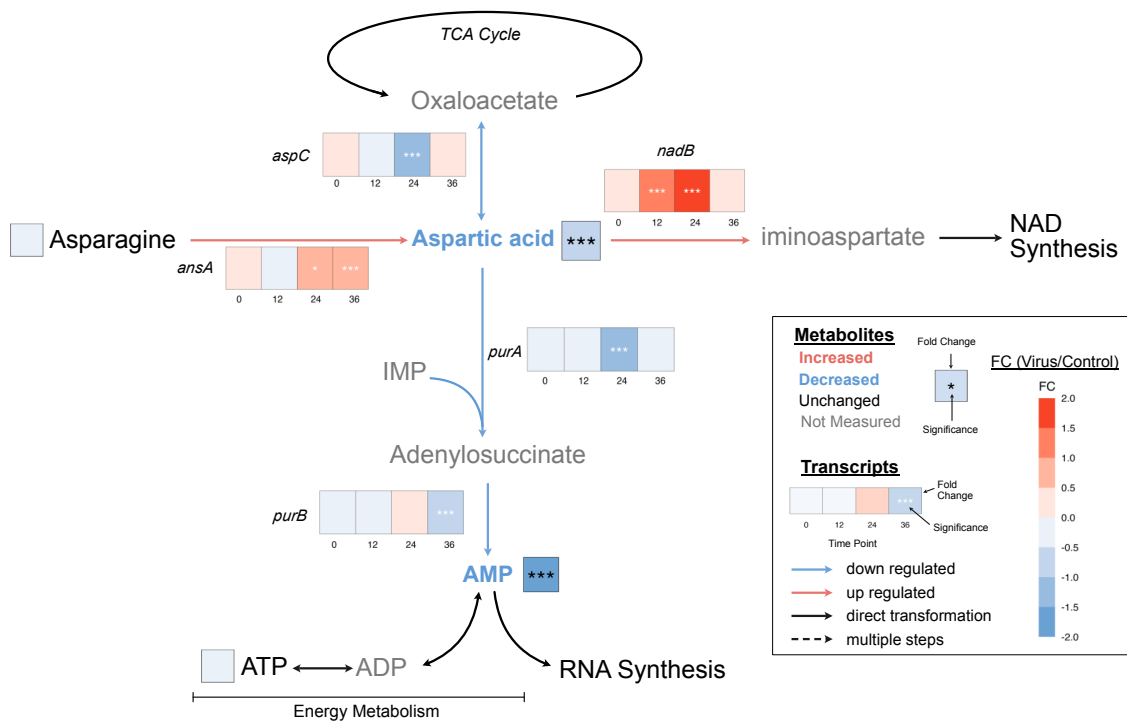 TCA Cycle
Oxaloacetate
aspC
***
0 12 24 36
nadB
*** ***
0 12 24 36
Asparagine
Aspartic acid
***
iminoaspartate
NAD
Synthesis
ansA
* ***
0 12 24 36
purA
***
0 12 24 36
IMP
Adenylosuccinate
purB
***
0 12 24 36
AMP
***
ATP
ADP
RNA Synthesis
Energy Metabolism
Metabolites
Increased
Decreased
Unchanged
Not Measured
Fold Change
*
Significance
Transcripts
***
Fold
Change
Significance
0 12 24 36
Time Point
down regulated
up regulated
direct transformation
multiple steps
FC (Virus/Control)
FC
2.0
1.5
1.0
0.5
0.0
-0.5
-1.0
-1.5
-2.0